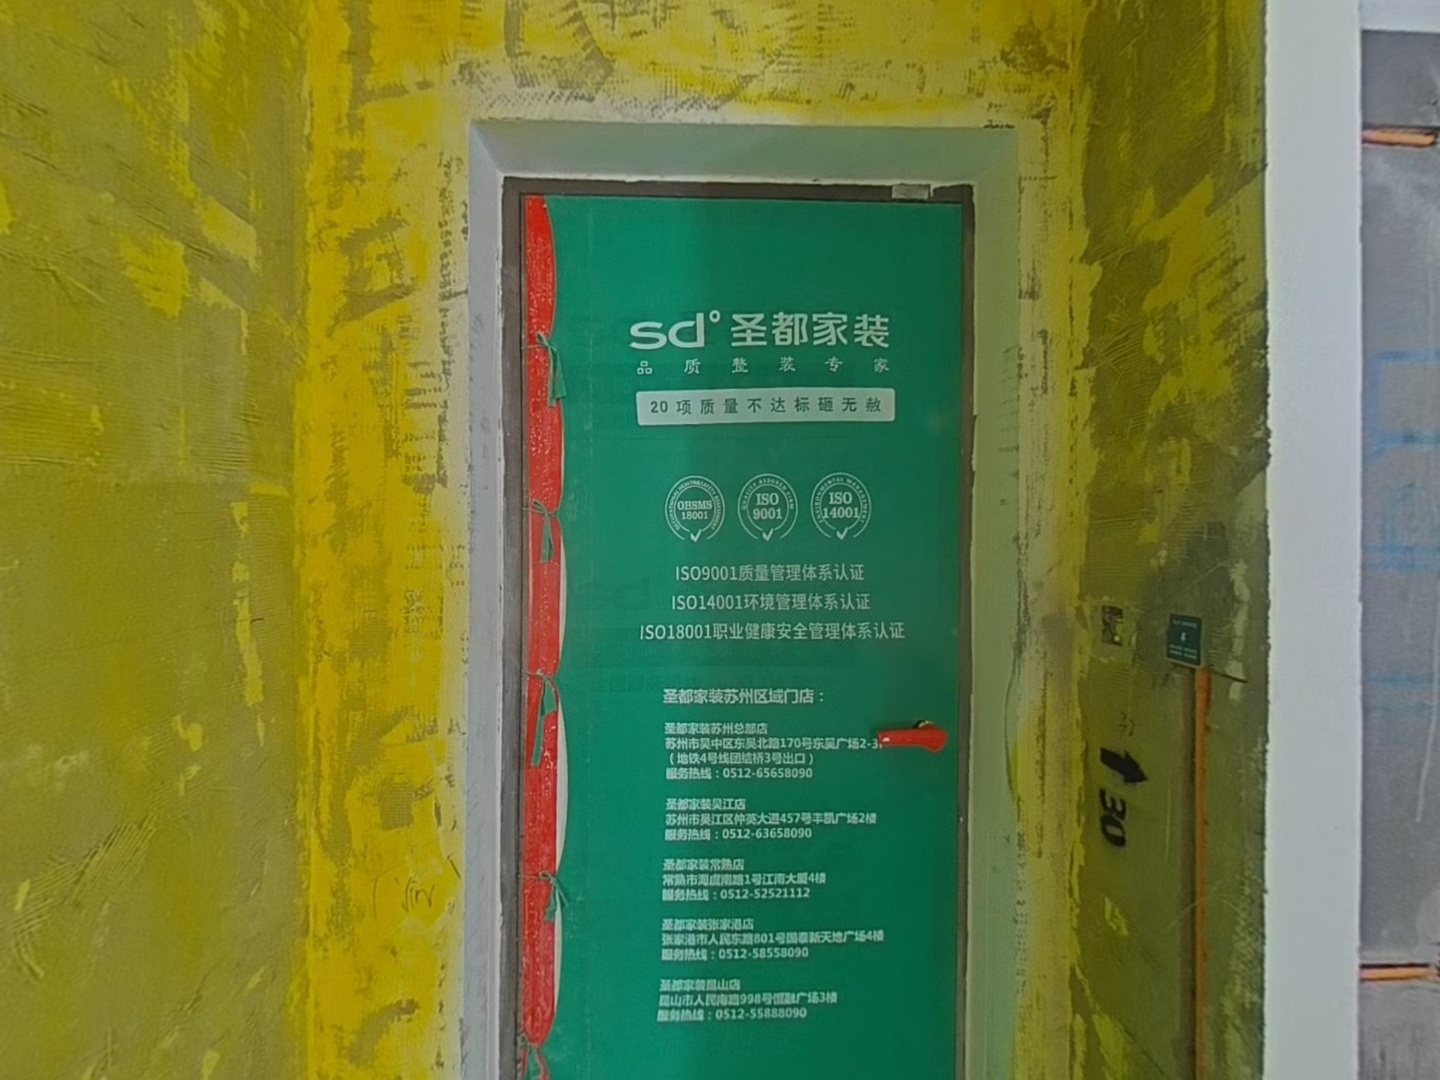 sd°圣都家装
品质整装专家
20项质量不达标砸无赦
OHSMS
18001
ISO
9001
ISO
14001
ISO9001质量管理体系认证
ISO14001环境管理体系认证
ISO18001职业健康安全管理体系认证
圣都家装苏州区域门店：
圣都家装苏州总部店
苏州市吴中区东吴北路170号东吴广场2-3
（地铁4号线团结桥3号出口）
服务热线：0512-65658090
圣都家装吴江店
苏州市吴江区仲英大道457号丰凯广场2楼
服务热线：0512-63658090
圣都家装常熟店
常熟市海虞南路1号江南大厦4楼
服务热线：0512-52521112
圣都家装张家港店
张家港市人民东路801号国泰新天地广场4楼
服务热线：0512-58558090
圣都家装昆山店
昆山市人民南路998号恒融广场3楼
服务热线：0512-55888090
4
30